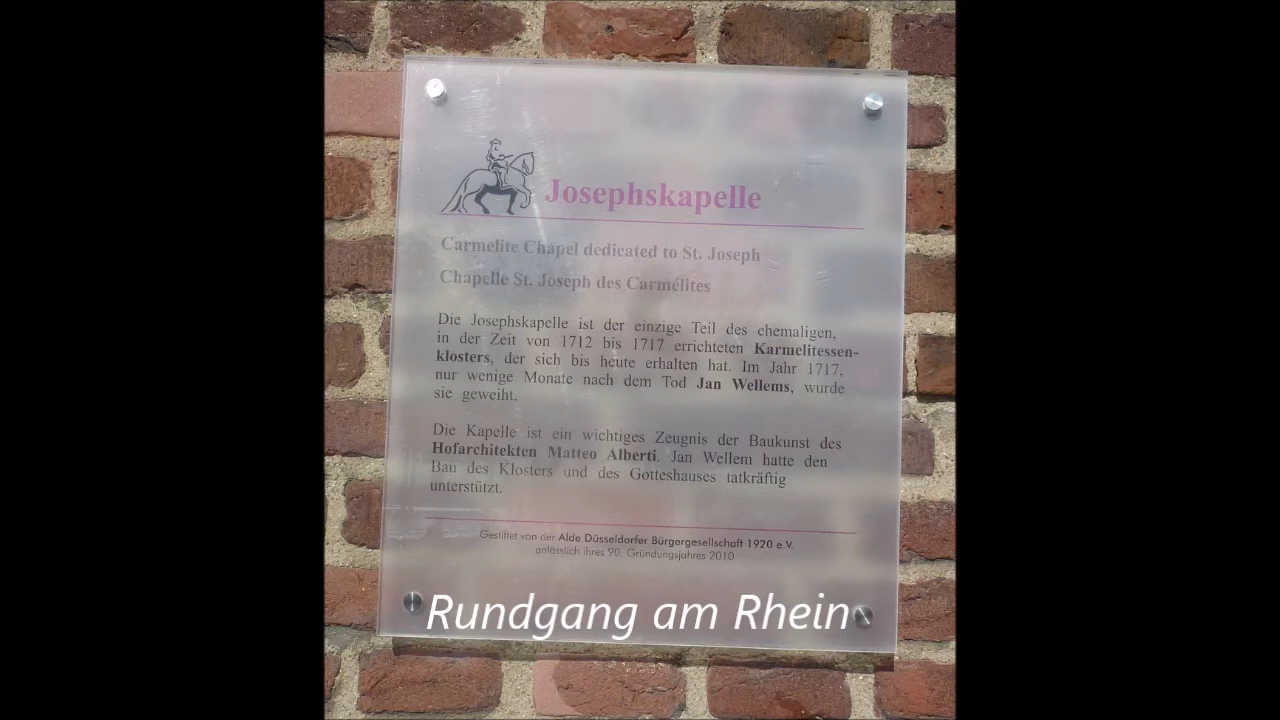 Josephskapelle
Carmelite Chapel dedicated to St. Joseph
Chapelle St. Joseph des Carmélites
Die Josephskapelle ist der einzige Teil des ehemaligen,
in der Zeit von 1712 bis 1717 errichteten Karmelitessen-
klosters, der sich bis heute erhalten hat. Im Jahr 1717,
nur wenige Monate nach dem Tod Jan Wellems, wurde
sie geweiht.
Die Kapelle ist ein wichtiges Zeugnis der Baukunst des
Hofarchitekten Matteo Alberti. Jan Wellem hatte den
Bau des Klosters und des Gotteshauses tatkräftig
unterstützt.
Gestiftet von der Alde Düsseldorfer Bürgergesellschaft 1920 e.V.
anlässlich ihres 90. Gründungsjahres 2010
Rundgang am Rhein